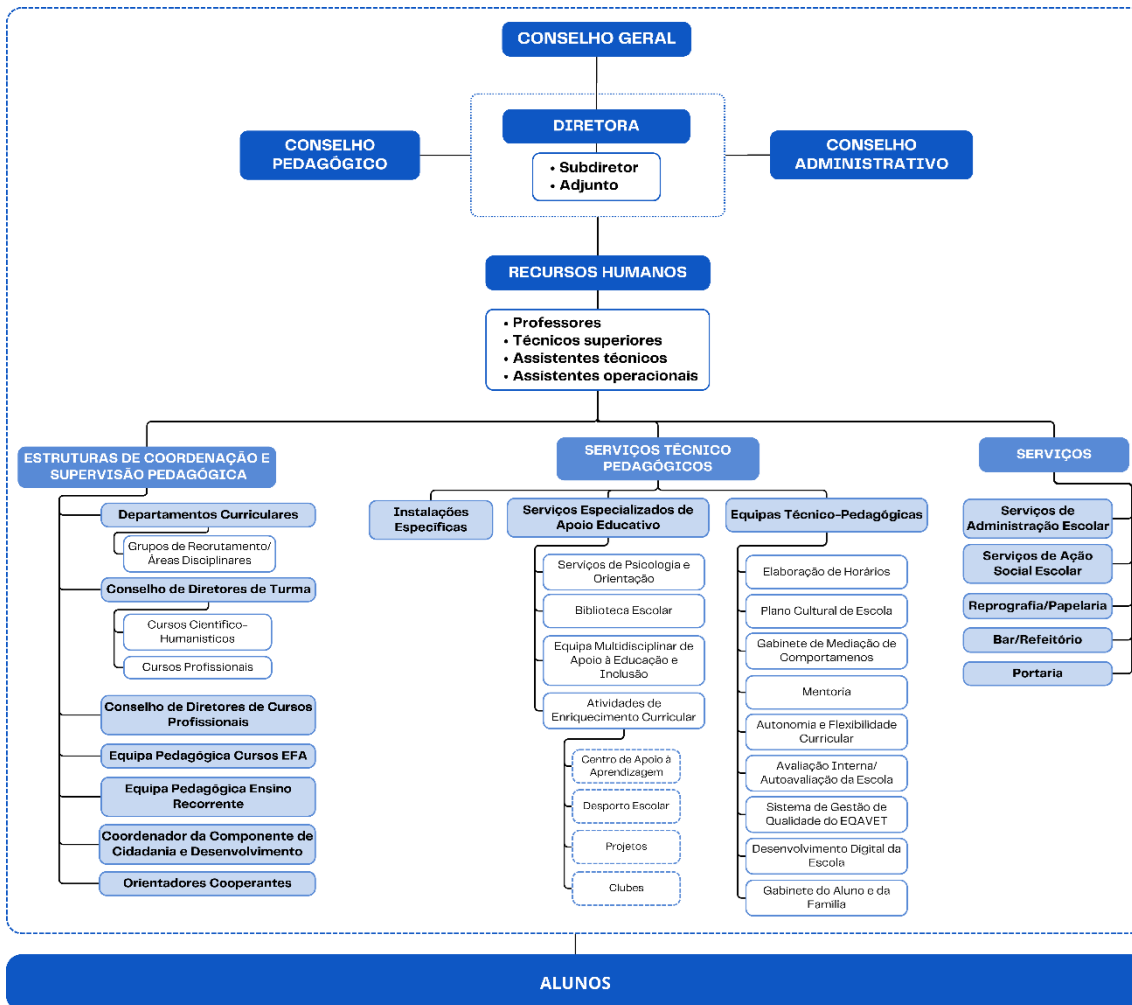 CONSELHO GERAL
DIRETORA
• Subdiretor
• Adjunto
CONSELHO
PEDAGÓGICO
CONSELHO
ADMINISTRATIVO
RECURSOS HUMANOS
• Professores
• Técnicos superiores
• Assistentes técnicos
• Assistentes operacionais
ESTRUTURAS DE COORDENAÇÃO E
SUPERVISÃO PEDAGÓGICA
Departamentos Curriculares
Grupos de Recrutamento/
Áreas Disciplinares
Conselho de Diretores de Turma
Cursos Científico-
Humanísticos
Cursos Profissionais
Conselho de Diretores de Cursos
Profissionais
Equipa Pedagógica Cursos EFA
Equipa Pedagógica Ensino
Recorrente
Coordenador da Componente de
Cidadania e Desenvolvimento
Orientadores Cooperantes
SERVIÇOS TÉCNICO
PEDAGÓGICOS
Instalações
Específicas
Serviços Especializados de
Apoio Educativo
Serviços de Psicologia e
Orientação
Biblioteca Escolar
Equipa Multidisciplinar de
Apoio à Educação e
Inclusão
Atividades de
Enriquecimento Curricular
Centro de Apoio à
Aprendizagem
Desporto Escolar
Projetos
Clubes
Equipas Técnico-Pedagógicas
Elaboração de Horários
Plano Cultural de Escola
Gabinete de Mediação de
Comportamenos
Mentoria
Autonomia e Flexibilidade
Curricular
Avaliação Interna/
Autoavaliação da Escola
Sistema de Gestão de
Qualidade do EQAVET
Desenvolvimento Digital da
Escola
Gabinete do Aluno e da
Família
SERVIÇOS
Serviços de
Administração Escolar
Serviços de Ação
Social Escolar
Reprografia/Papelaria
Bar/Refeitório
Portaria
ALUNOS